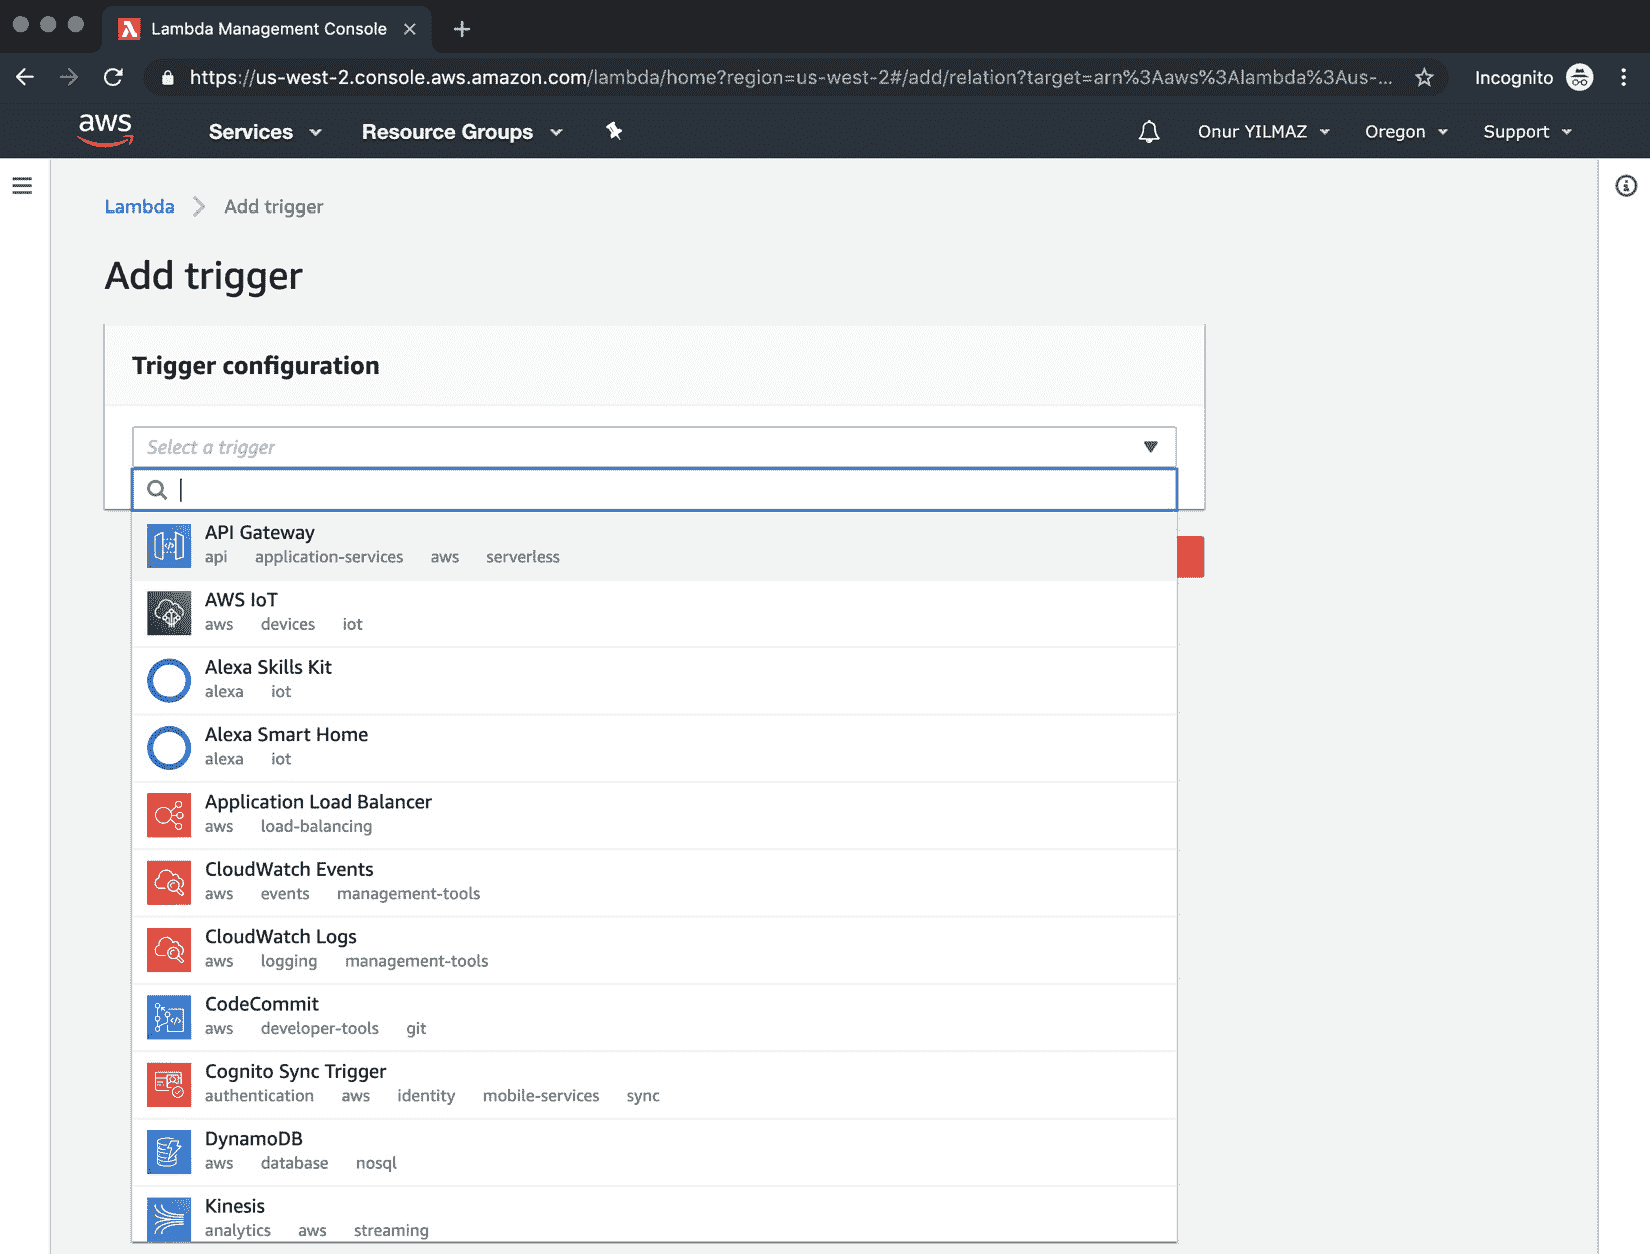 Lambda Management Console
https://us-west-2.console.aws.amazon.com/lambda/home?region=us-west-2#/add/relation?target=arn%3Aaws%3Alambda%3Aus-... Incognito
aws Services Resource Groups Onur YILMAZ Oregon Support
Lambda Add trigger
Add trigger
Trigger configuration
Select a trigger
API Gateway
api application-services aws serverless
AWS IoT
aws devices iot
Alexa Skills Kit
alexa iot
Alexa Smart Home
alexa iot
Application Load Balancer
aws load-balancing
CloudWatch Events
aws events management-tools
CloudWatch Logs
aws logging management-tools
CodeCommit
aws developer-tools git
Cognito Sync Trigger
authentication aws identity mobile-services sync
DynamoDB
aws database nosql
Kinesis
analytics aws streaming